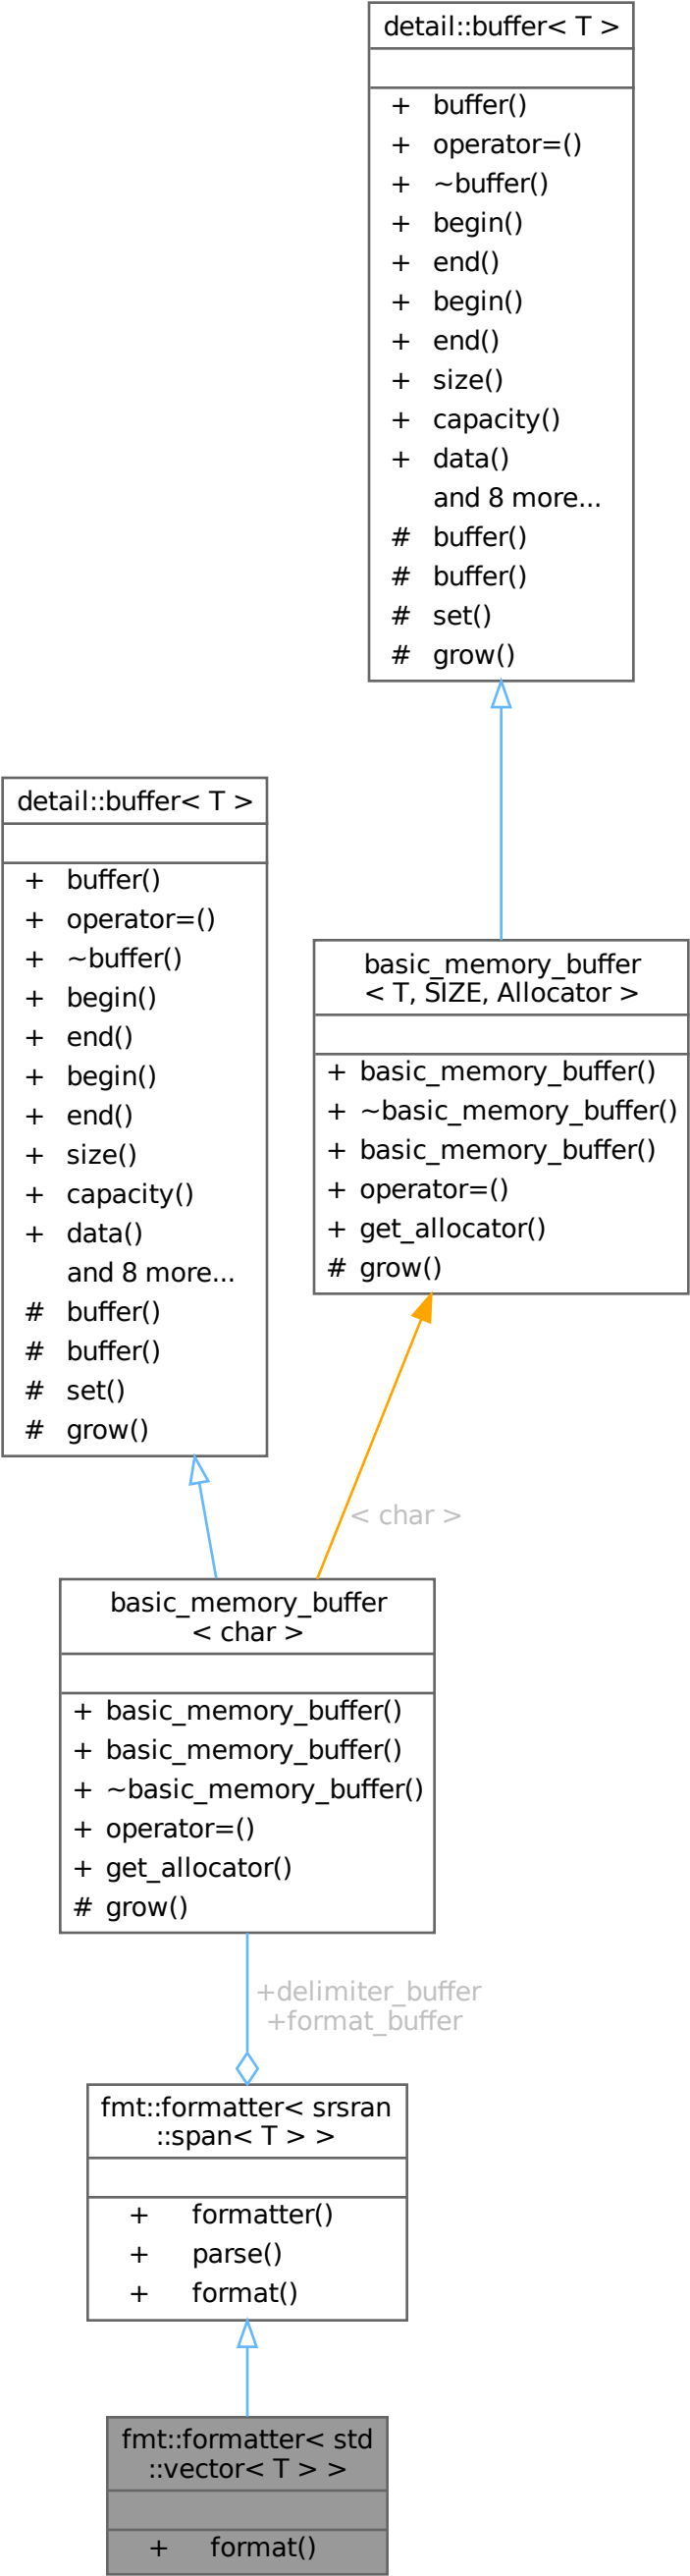 detail::buffer< T >
+ buffer()
+ operator=()
+ ~buffer()
+ begin()
+ end()
+ begin()
+ end()
+ size()
+ capacity()
+ data()
and 8 more...
# buffer()
# buffer()
# set()
# grow()
detail::buffer< T >
+ buffer()
+ operator=()
+ ~buffer()
+ begin()
+ end()
+ begin()
+ end()
+ size()
+ capacity()
+ data()
and 8 more...
# buffer()
# buffer()
# set()
# grow()
basic_memory_buffer
< T, SIZE, Allocator >
+ basic_memory_buffer()
+ ~basic_memory_buffer()
+ basic_memory_buffer()
+ operator=()
+ get_allocator()
# grow()
< char >
basic_memory_buffer
< char >
+ basic_memory_buffer()
+ basic_memory_buffer()
+ ~basic_memory_buffer()
+ operator=()
+ get_allocator()
# grow()
+delimiter_buffer
+format_buffer
fmt::formatter< srsran
::span< T > >
+ formatter()
+ parse()
+ format()
fmt::formatter< std
::vector< T > >
+ format()